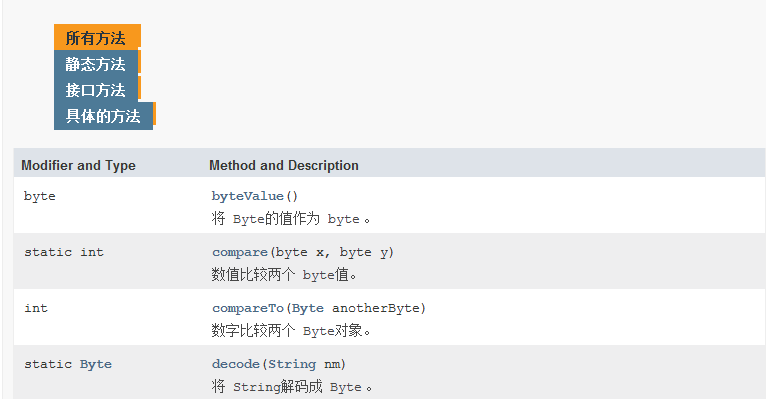 所有方法
静态方法
接口方法
具体的方法
Modifier and Type Method and Description
byte byteValue()
将 Byte的值作为 byte 。
static int compare(byte x, byte y)
数值比较两个 byte值。
int compareTo(Byte anotherByte)
数字比较两个 Byte对象。
static Byte decode(String nm)
将 String解码成 Byte 。